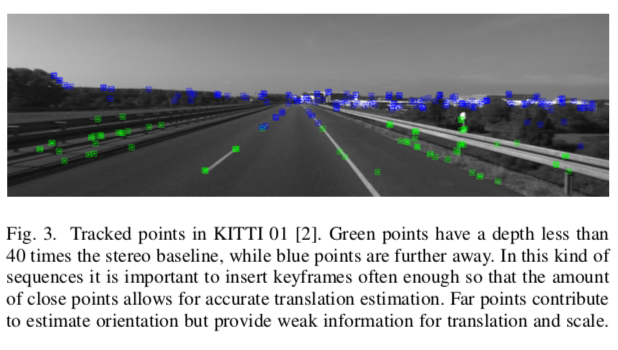 Fig. 3. Tracked points in KITTI 01 [2]. Green points have a depth less than
40 times the stereo baseline, while blue points are further away. In this kind of
sequences it is important to insert keyframes often enough so that the amount
of close points allows for accurate translation estimation. Far points contribute
to estimate orientation but provide weak information for translation and scale.